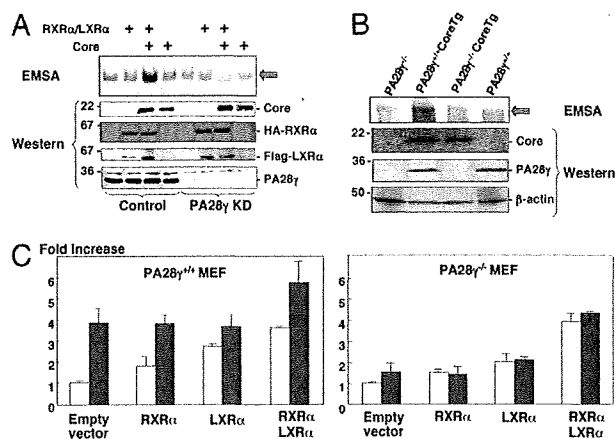 A
RXRα/LXRα + + + +
Core + + + +
EMSA
22 Core
67 HA-RXRα
Western
67 Flag-LXRα
36 PA28γ
Control PA28γ KD
B
PA28γ-/- PA28γ+/+CoreTg PA28γ-/-CoreTg PA28γ+/+
EMSA
22 Core
36 PA28γ
Western
50 β-actin
C Fold Increase
PA28γ+/+ MEF
6
5
4
3
2
1
0
Empty vector RXRα LXRα RXRα LXRα
PA28γ-/- MEF
6
5
4
3
2
1
0
Empty vector RXRα LXRα RXRα LXRα